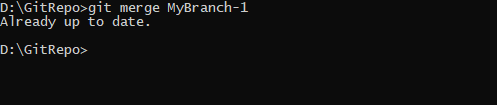 D:\GitRepo>git merge MyBranch-1
Already up to date.
D:\GitRepo>